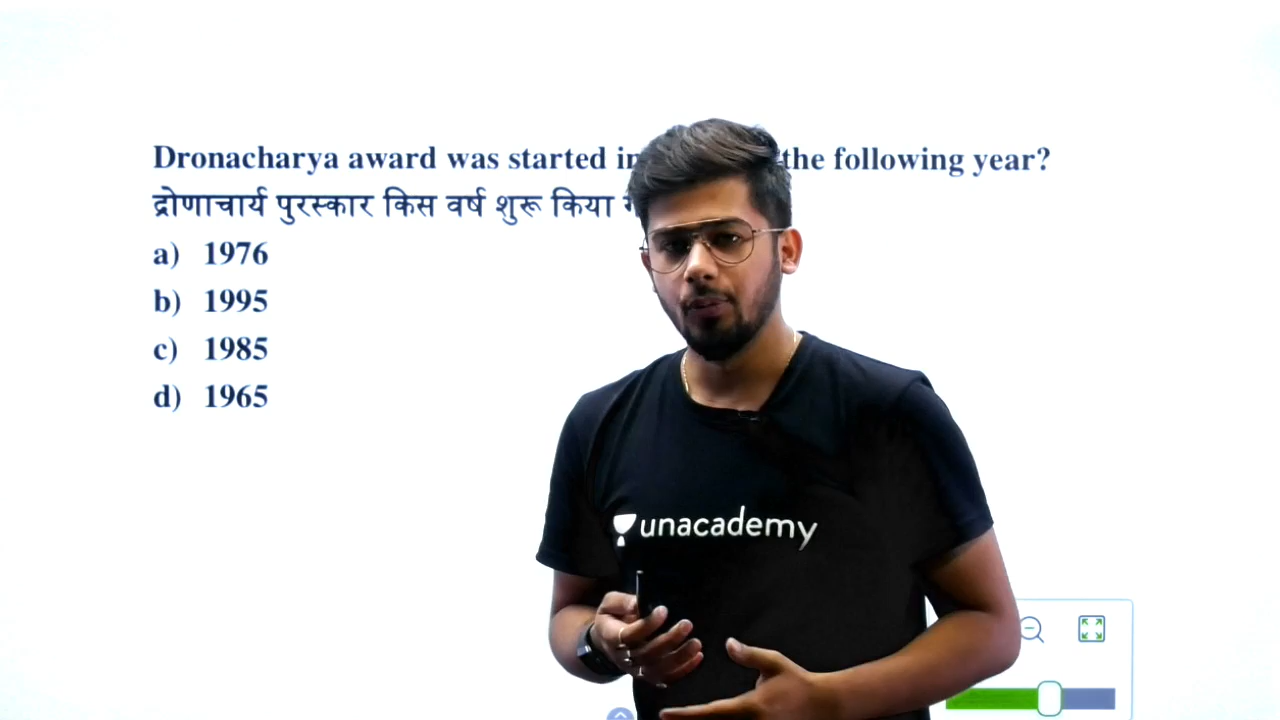 Dronacharya award was started in the following year?
द्रोणाचार्य पुरस्कार किस वर्ष शुरू किया
a) 1976
b) 1995
c) 1985
d) 1965
unacademy